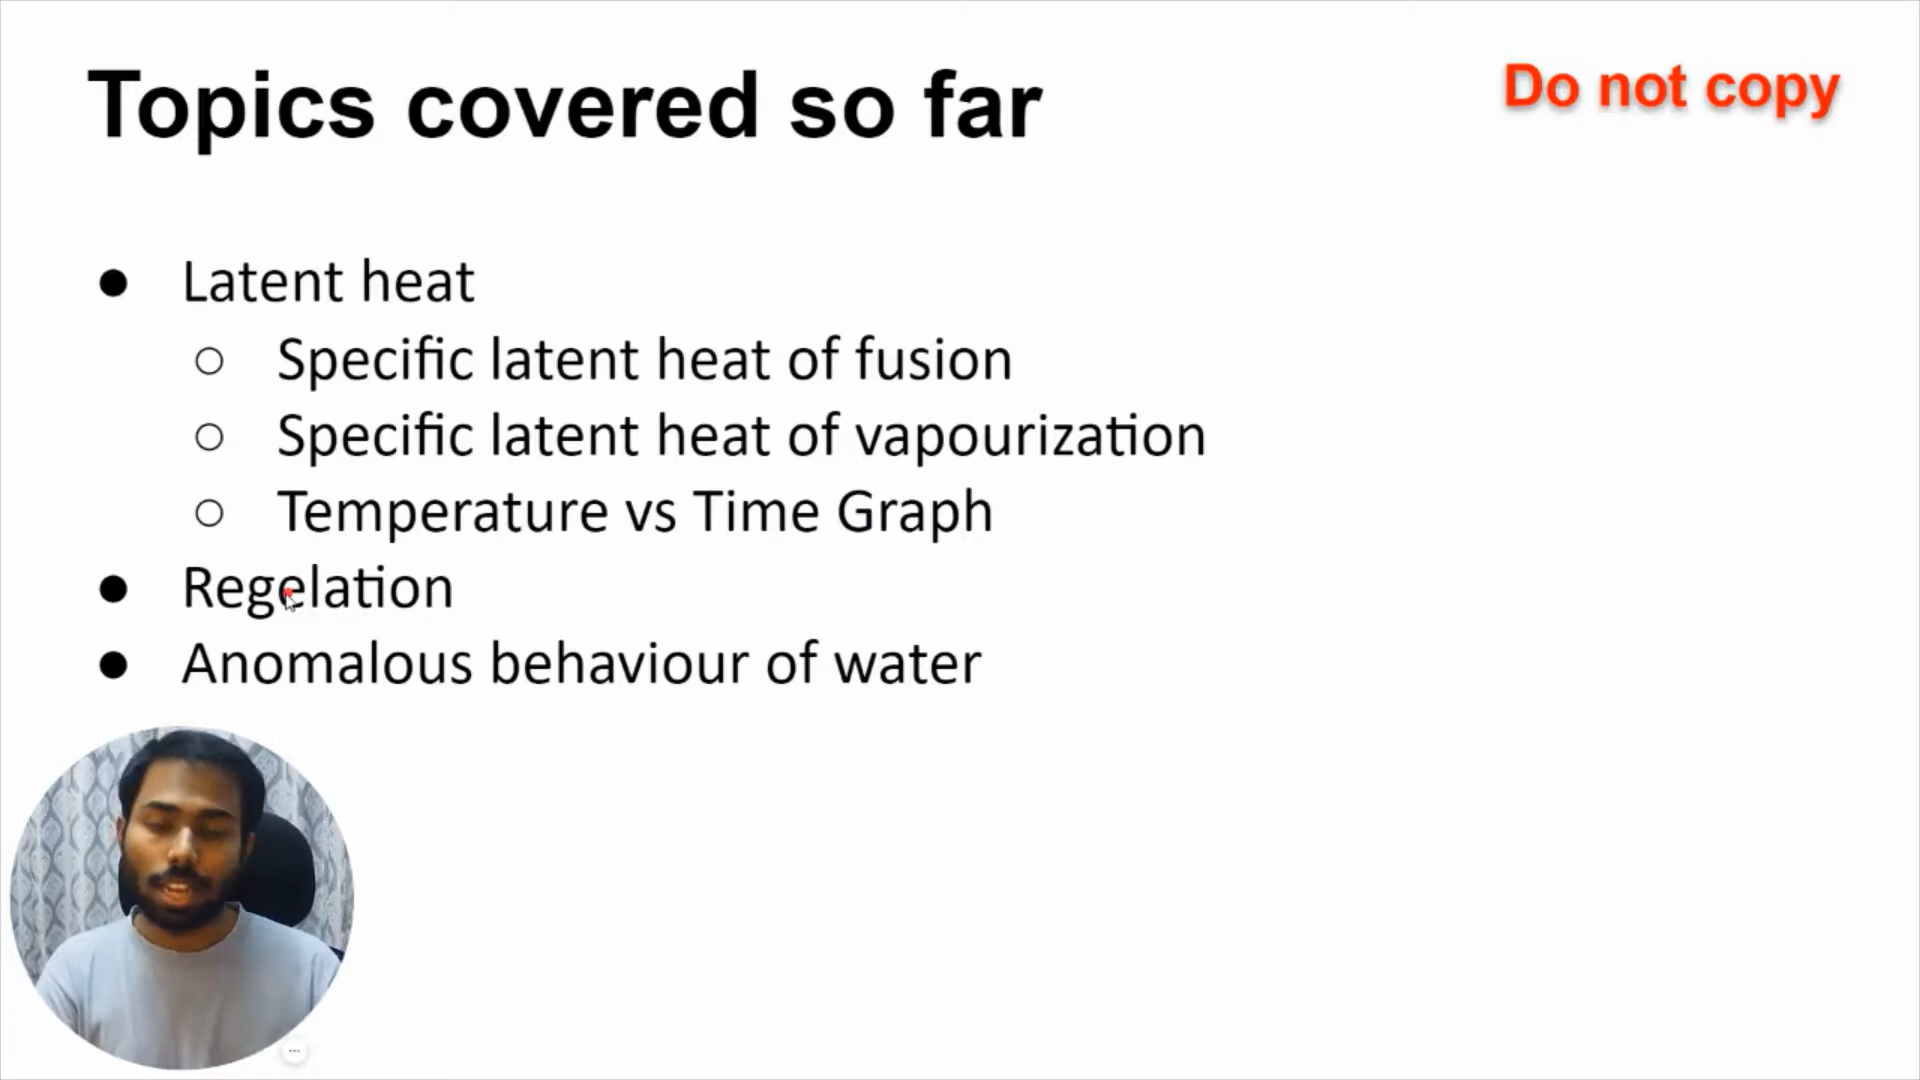 Topics covered so far
Do not copy
● Latent heat
○ Specific latent heat of fusion
○ Specific latent heat of vapourization
○ Temperature vs Time Graph
● Regelation
● Anomalous behaviour of water